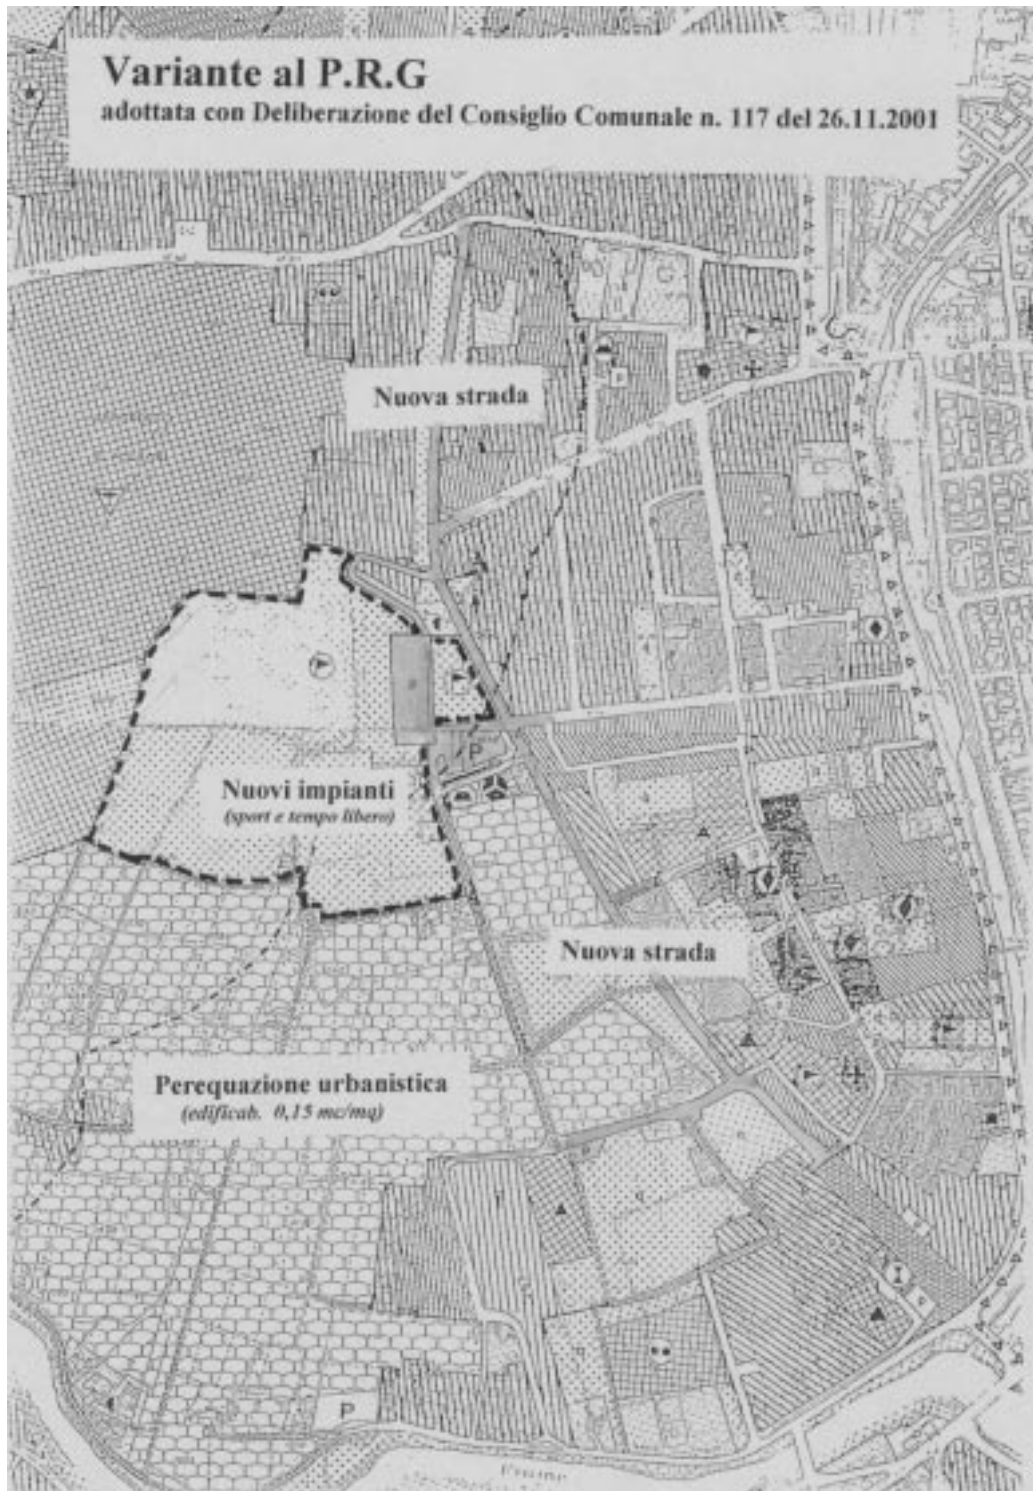 Variante al P.R.G
adottata con Deliberazione del Consiglio Comunale n. 117 del 26.11.2001
Nuova strada
P
Nuovi impianti
(sport e tempo libero)
Nuova strada
Perequazione urbanistica
(edificab. 0,15 mc/mq)
P